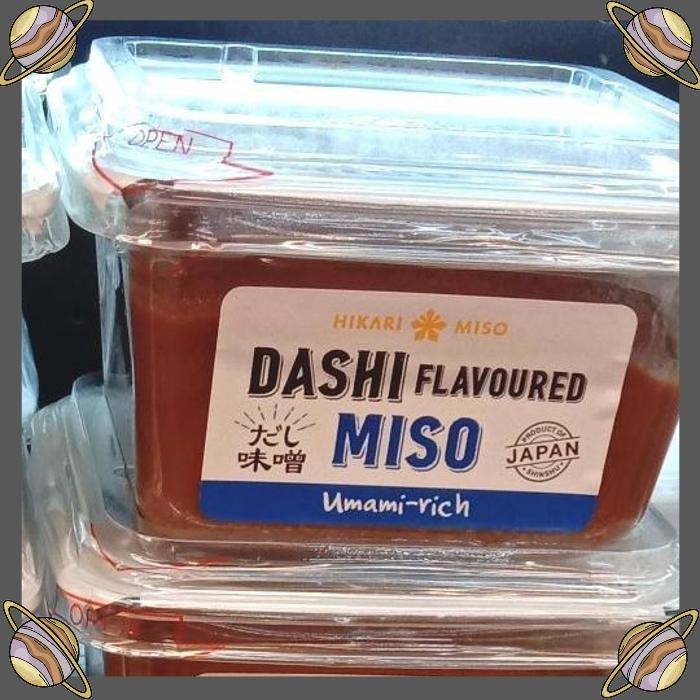 OPEN
HIKARI MISO
DASHI FLAVOURED
だし
味噌
MISO
PRODUCT OF
JAPAN
SHINSHU
Umami-rich